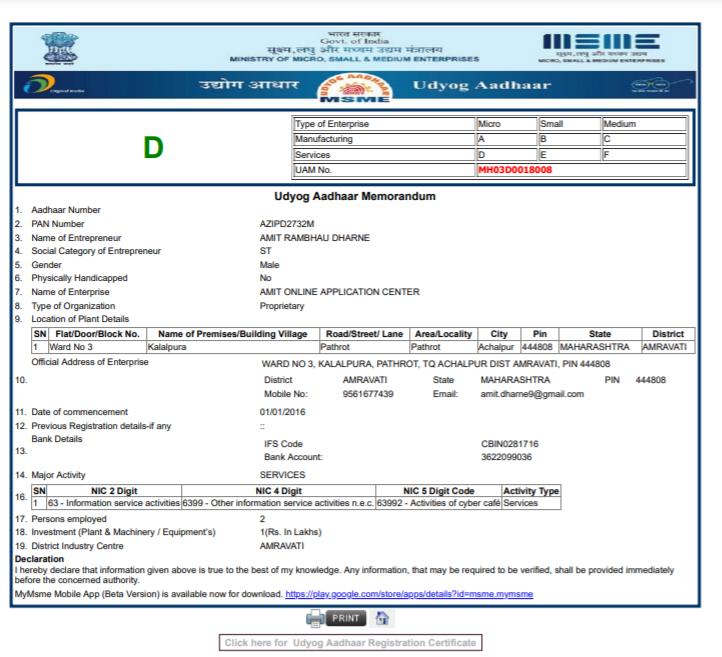 भारत सरकार
Govt. of India
सूक्ष्म,लघु और मध्यम उद्यम मंत्रालय
MINISTRY OF MICRO, SMALL & MEDIUM ENTERPRISES
सूक्ष्म, लघु और मध्यम उद्यम
MICRO, SMALL & MEDIUM ENTERPRISES
Digital India
उद्योग आधार
UDYOG AADHAAR
MSME
Udyog Aadhaar
D
Type of Enterprise Micro Small Medium
Manufacturing A B C
Services D E F
UAM No. MH03D0018008
Udyog Aadhaar Memorandum
1. Aadhaar Number
2. PAN Number AZIPD2732M
3. Name of Entrepreneur AMIT RAMBHAU DHARNE
4. Social Category of Entrepreneur ST
5. Gender Male
6. Physically Handicapped No
7. Name of Enterprise AMIT ONLINE APPLICATION CENTER
8. Type of Organization Proprietary
9. Location of Plant Details
SN Flat/Door/Block No. Name of Premises/Building Village Road/Street/ Lane Area/Locality City Pin State District
1 Ward No 3 Kalalpura Pathrot Pathrot Achalpur 444808 MAHARASHTRA AMRAVATI
Official Address of Enterprise WARD NO 3, KALALPURA, PATHROT, TQ ACHALPUR DIST AMRAVATI, PIN 444808
10. District AMRAVATI State MAHARASHTRA PIN 444808
Mobile No: 9561677439 Email: amit.dharne9@gmail.com
11. Date of commencement 01/01/2016
12. Previous Registration details-if any ::
Bank Details
13. IFS Code CBIN0281716
Bank Account: 3622099036
14. Major Activity SERVICES
16. SN NIC 2 Digit NIC 4 Digit NIC 5 Digit Code Activity Type
1 63 - Information service activities 6399 - Other information service activities n.e.c. 63992 - Activities of cyber café Services
17. Persons employed 2
18. Investment (Plant & Machinery / Equipment's) 1(Rs. In Lakhs)
19. District Industry Centre AMRAVATI
Declaration
I hereby declare that information given above is true to the best of my knowledge. Any information, that may be required to be verified, shall be provided immediately
before the concerned authority.
MyMsme Mobile App (Beta Version) is available now for download. https://play.google.com/store/apps/details?id=msme.mymsme
PRINT
Click here for Udyog Aadhaar Registration Certificate